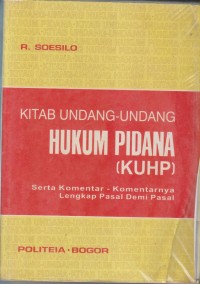 R. SOESILO
KITAB UNDANG-UNDANG
HUKUM PIDANA
(KUHP)
Serta Komentar - Komentarnya
Lengkap Pasal Demi Pasal
POLITEIA - BOGOR